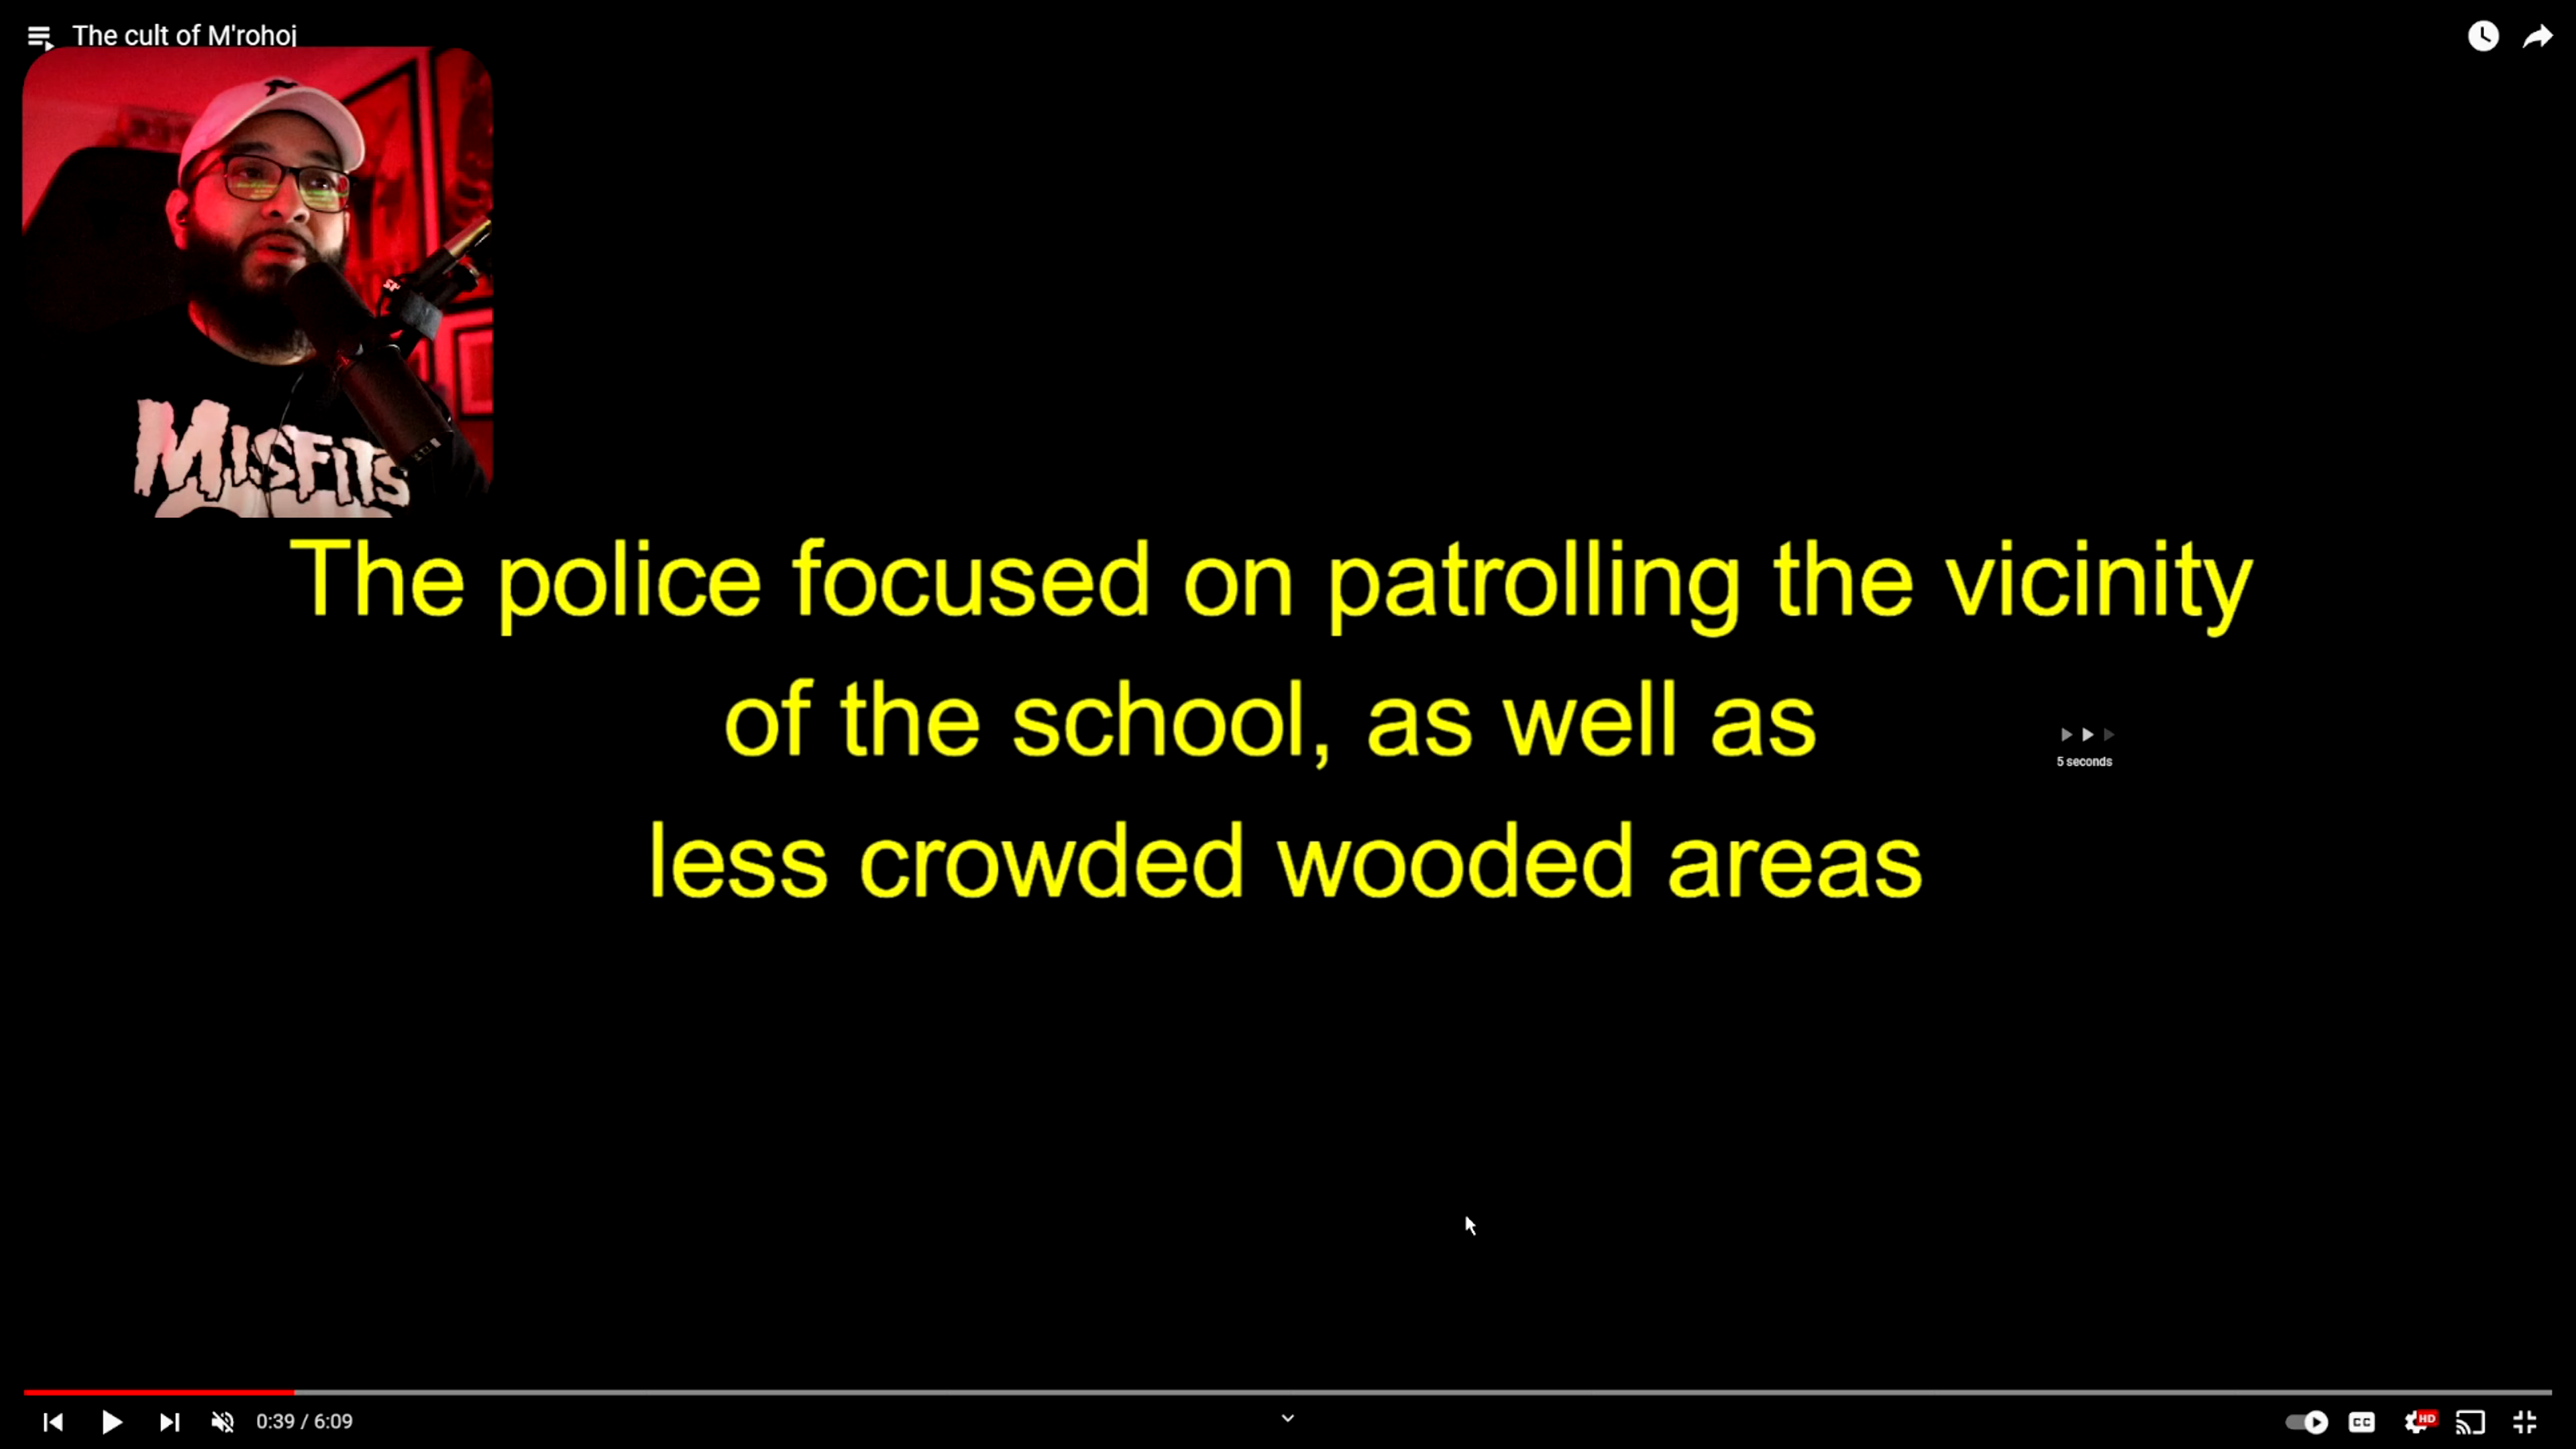 The cult of M'rohoj
MISFITS
The police focused on patrolling the vicinity
of the school, as well as
less crowded wooded areas
5 seconds
0:39 / 6:09
CC
HD